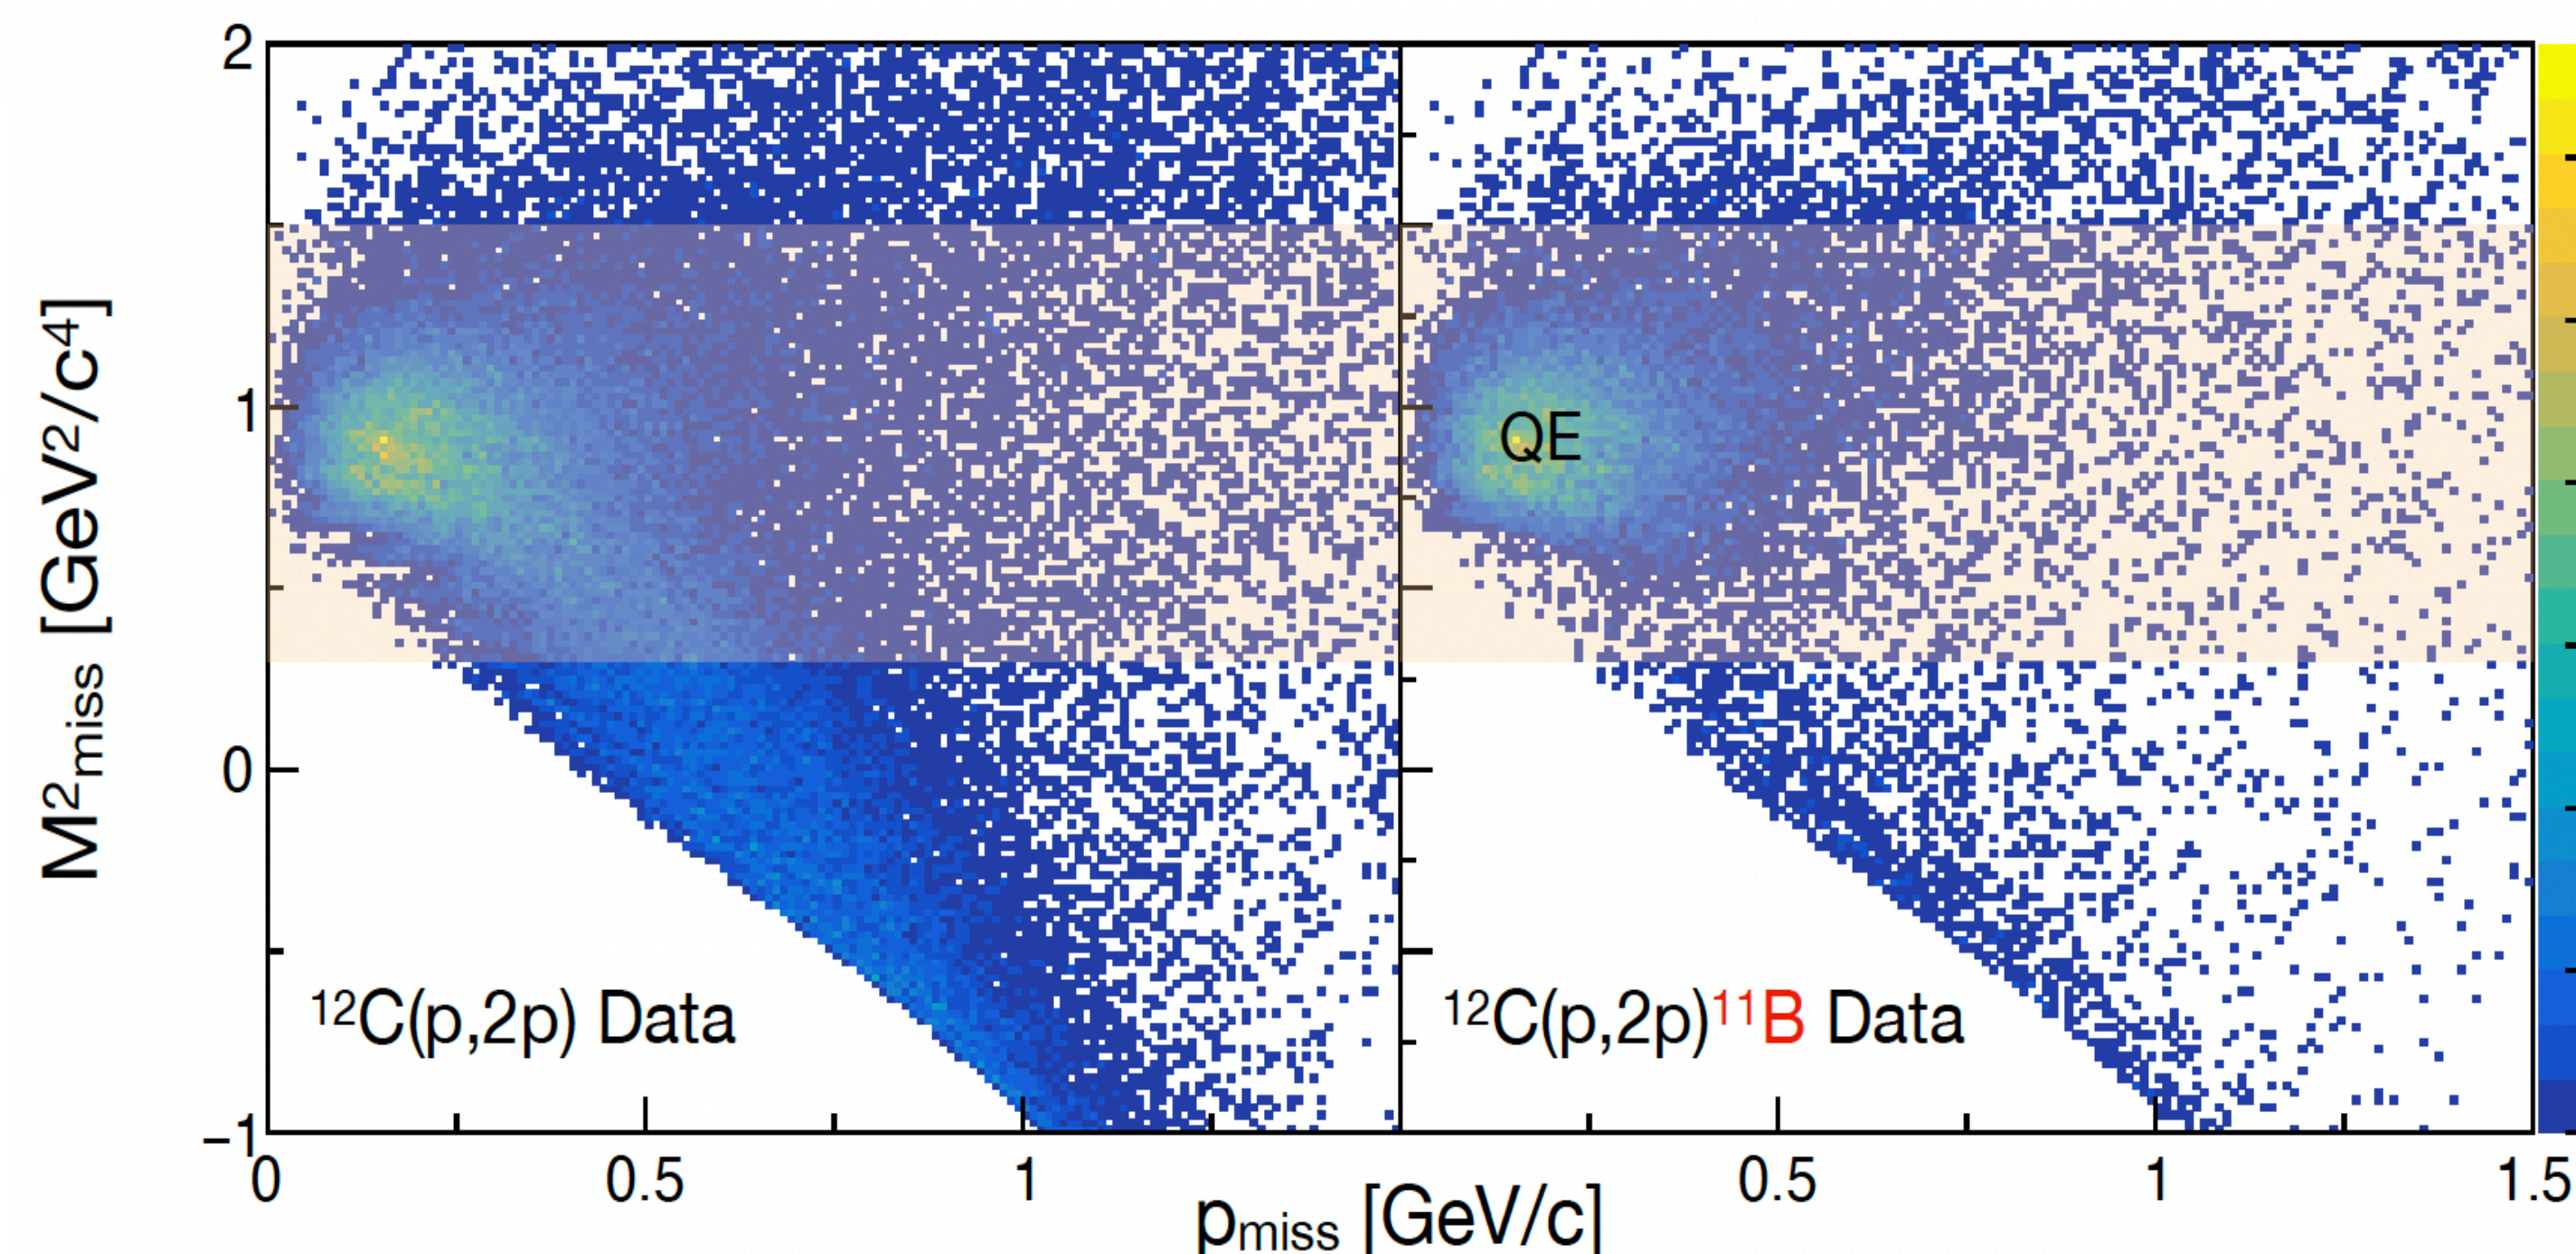 2
1
0
−1
M²miss [GeV²/c⁴]
QE
¹²C(p,2p) Data
¹²C(p,2p)¹¹B Data
0 0.5 1 0.5 1 1.5
pmiss [GeV/c]